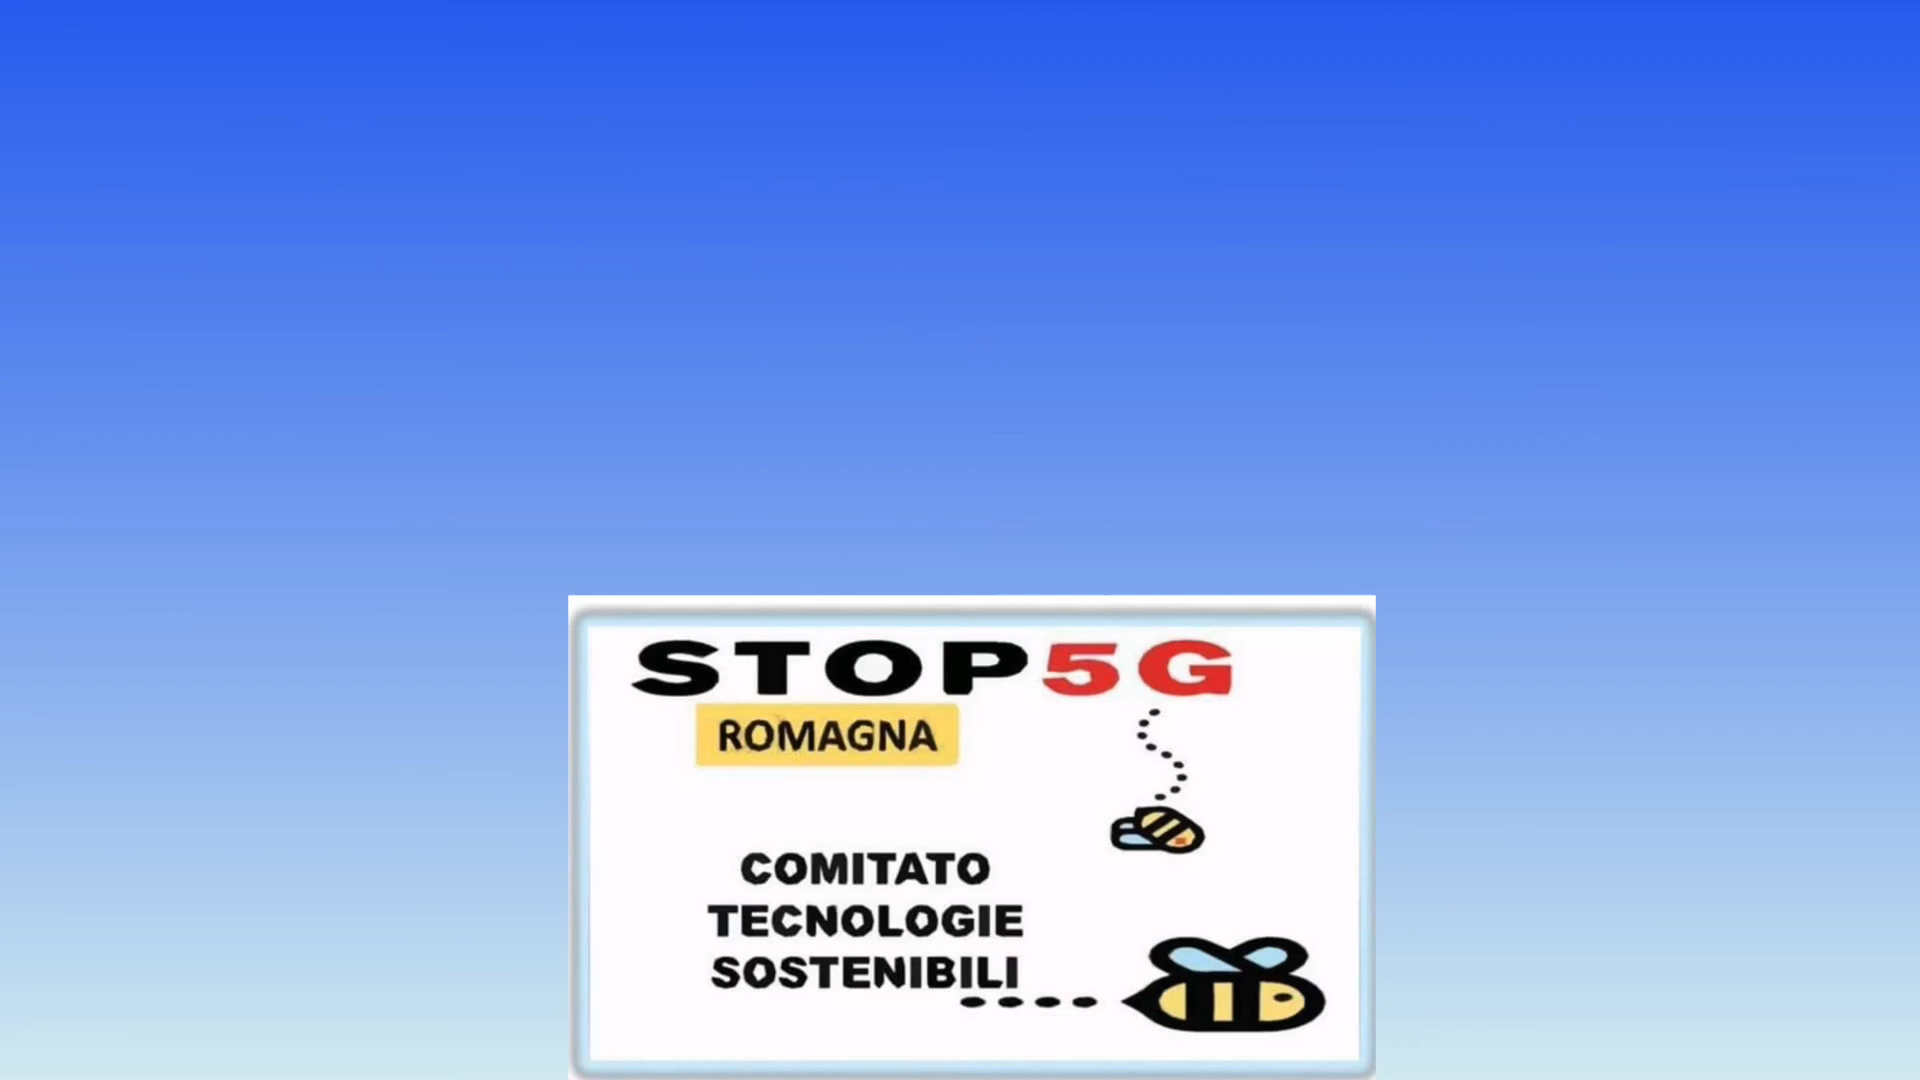 STOP5G
ROMAGNA
COMITATO
TECNOLOGIE
SOSTENIBILI